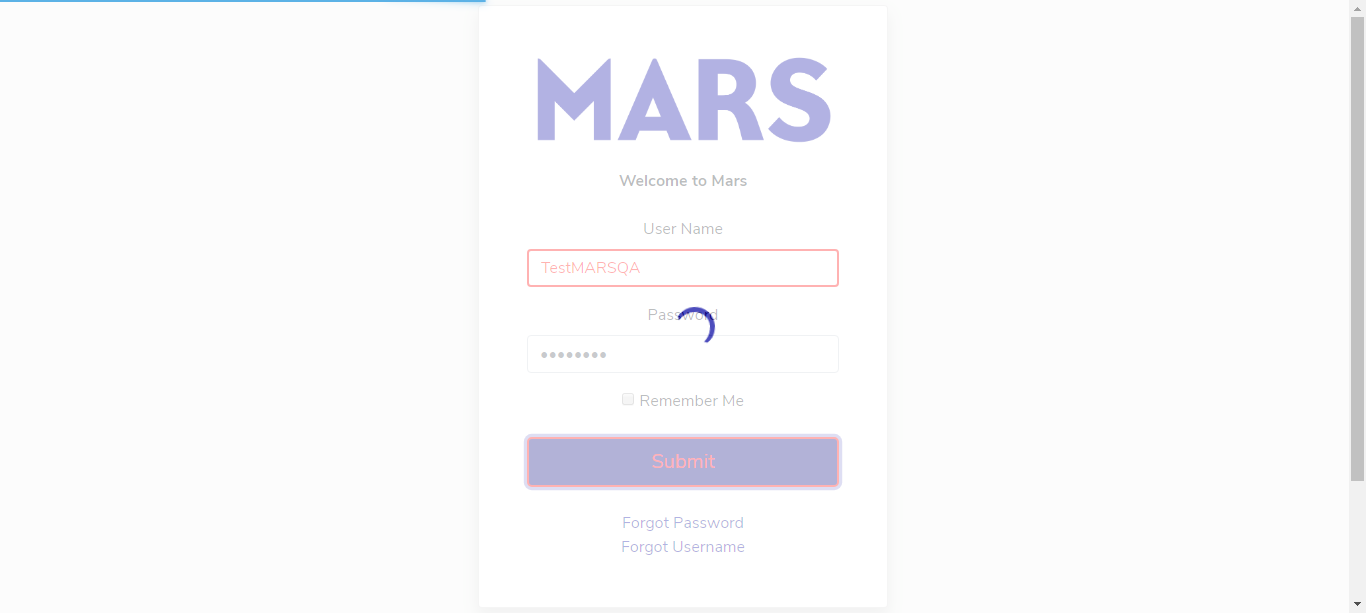 MARS
Welcome to Mars
User Name
TestMARSQA
Password
••••••••
Remember Me
Submit
Forgot Password
Forgot Username